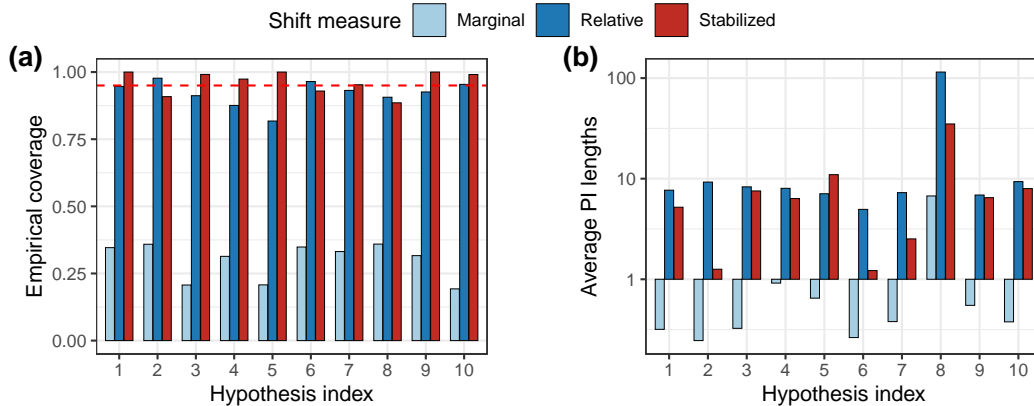 Shift measure Marginal Relative Stabilized
(a)
Empirical coverage
1.00
0.75
0.50
0.25
0.00
1 2 3 4 5 6 7 8 9 10
Hypothesis index
(b)
Average PI lengths
100
10
1
1 2 3 4 5 6 7 8 9 10
Hypothesis index